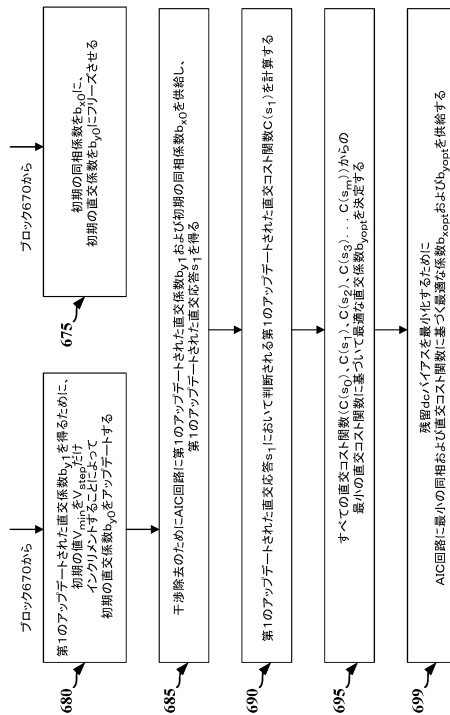 ブロック670から
第1のアップデートされた直交係数by1を得るために、
初期の値VminをVstepだけ
インクリメントすることによって
初期の直交係数by0をアップデートする
680
ブロック670から
初期の同相係数をbx0に、
初期の直交係数をby0にフリーズさせる
675
干渉除去のためにAIC回路に第1のアップデートされた直交係数by1および初期の同相係数bx0を供給し、
第1のアップデートされた直交応答s1を得る
685
第1のアップデートされた直交応答s1において判断される第1のアップデートされた直交コスト関数C(s1)を計算する
690
すべての直交コスト関数(C(s0)、C(s1)、C(s2)、C(s3)...C(sm))からの
最小の直交コスト関数に基づいて最適な直交係数byoptを決定する
695
残留dcバイアスを最小化するために
AIC回路に最小の同相および直交コスト関数に基づく最適な係数bxoptおよびbyoptを供給する
699